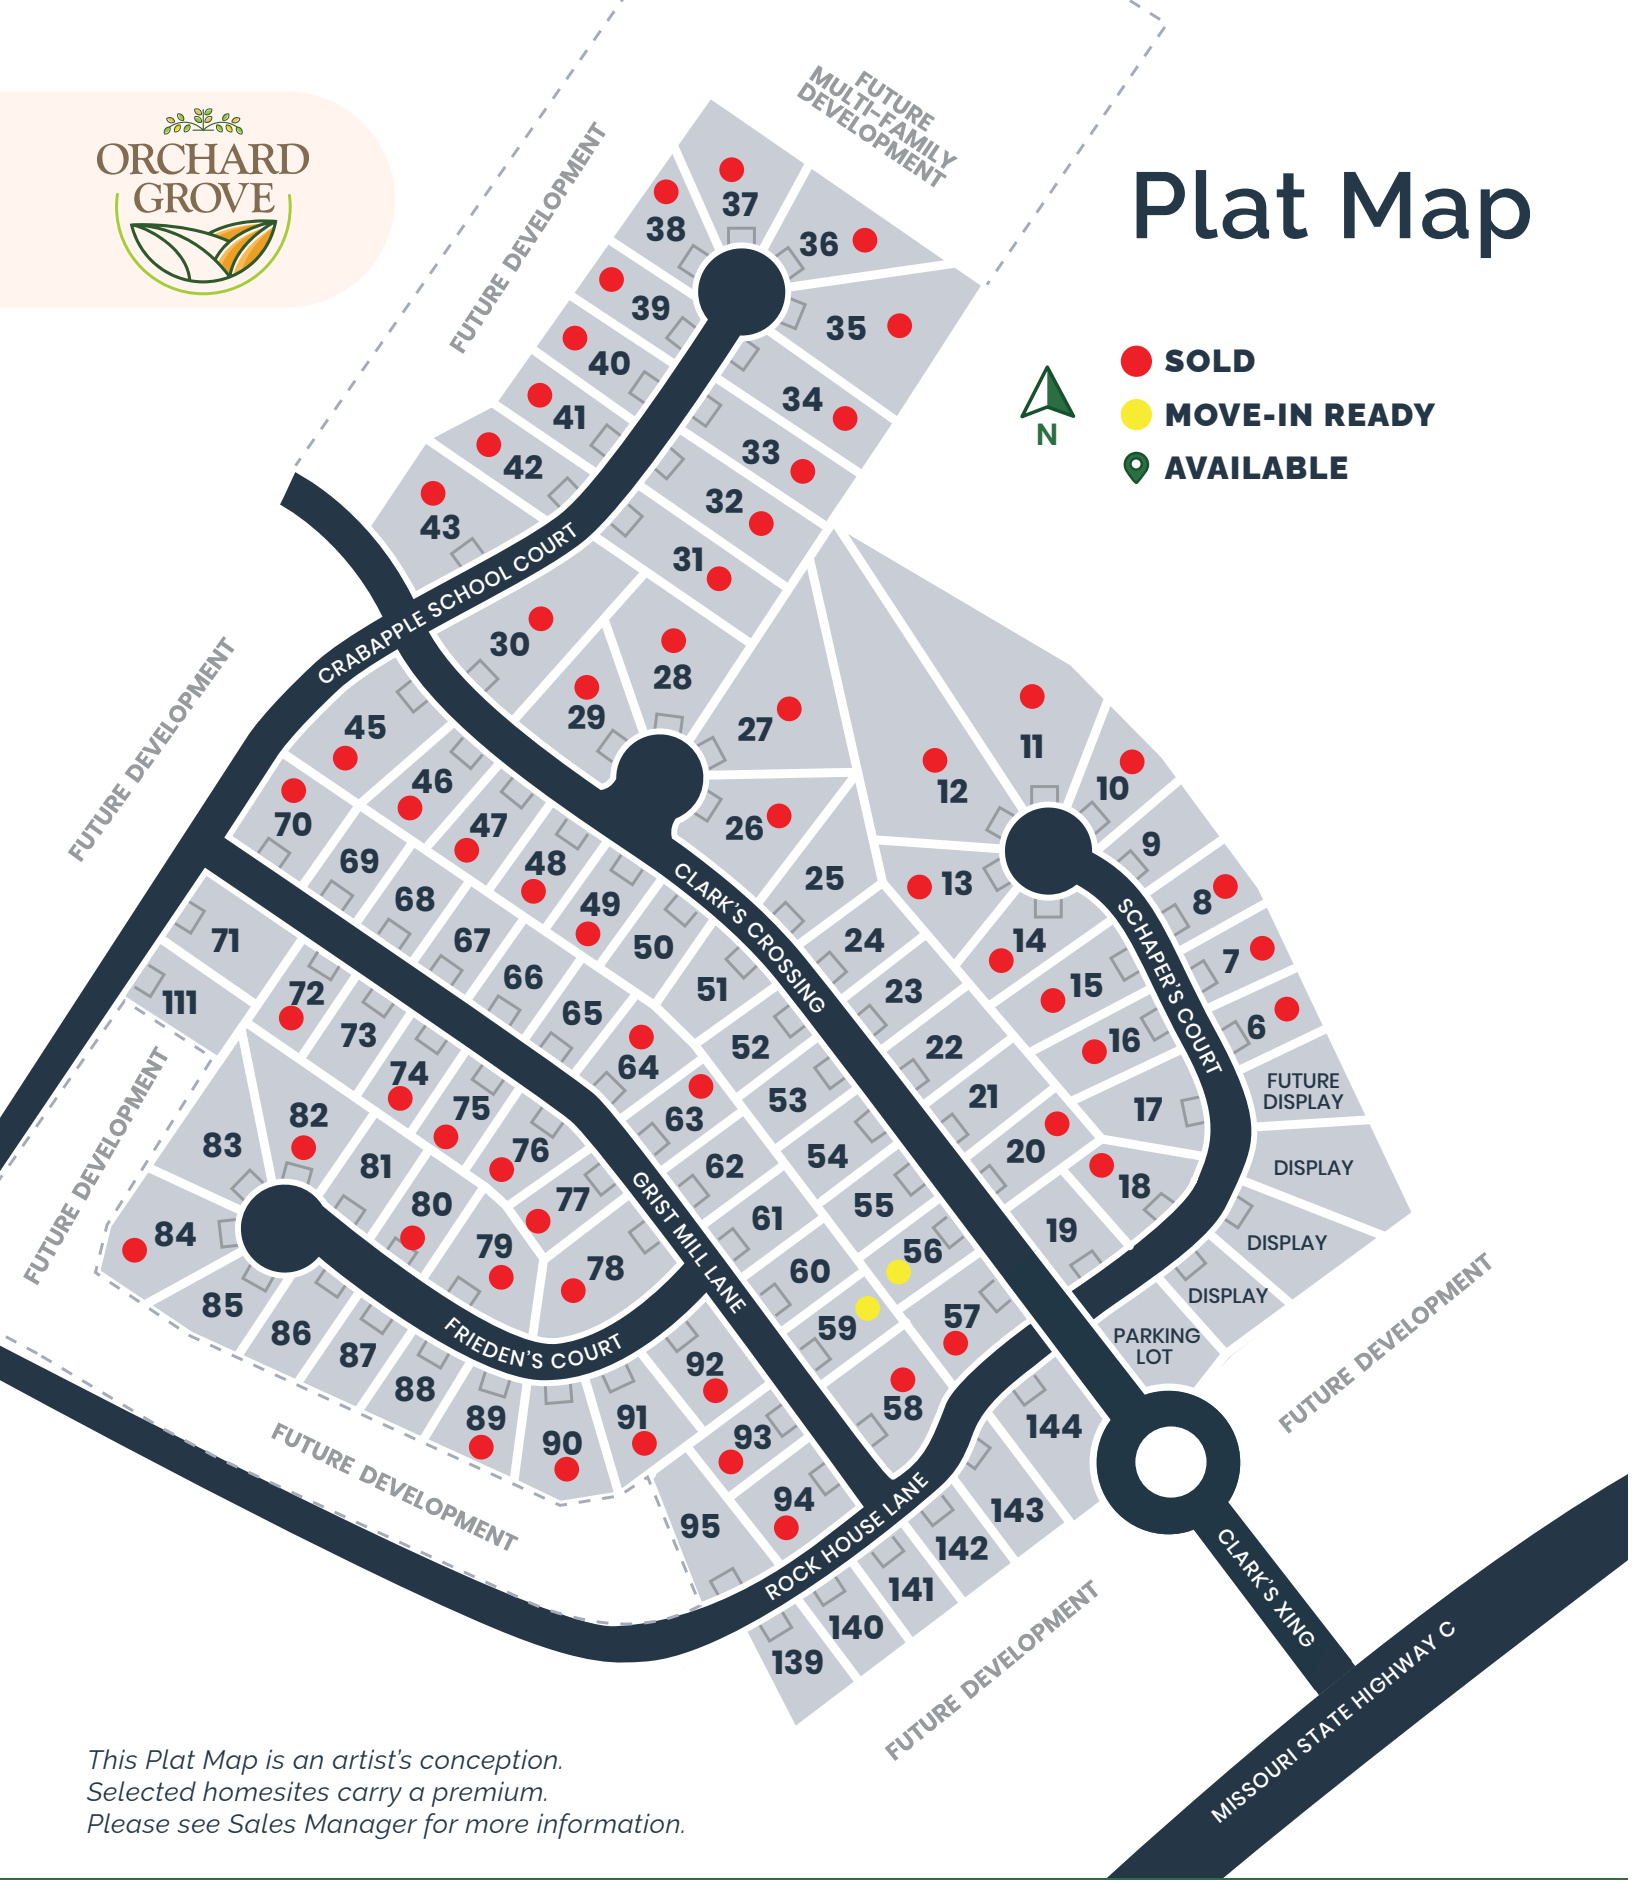 ORCHARD
GROVE
Plat Map
SOLD
MOVE-IN READY
AVAILABLE
N
FUTURE
MULTI-FAMILY
DEVELOPMENT
FUTURE DEVELOPMENT
37
38
36
39
35
40
34
41
33
42
32
43
31
CRABAPPLE SCHOOL COURT
30
28
29
27
FUTURE DEVELOPMENT
45
46
47
48
49
50
51
52
53
54
55
56
57
26
25
24
23
22
21
20
19
18
17
16
15
14
13
12
11
10
9
8
7
6
FUTURE
DISPLAY
DISPLAY
DISPLAY
DISPLAY
PARKING
LOT
SCHAPER'S COURT
CLARK'S CROSSING
70
69
68
67
66
65
64
63
62
61
60
59
58
GRIST MILL LANE
71
111
72
73
74
75
76
77
78
79
80
81
82
83
84
85
86
87
88
89
90
91
92
93
94
95
FRIEDEN'S COURT
FUTURE DEVELOPMENT
FUTURE DEVELOPMENT
ROCK HOUSE LANE
144
143
142
141
140
139
FUTURE DEVELOPMENT
FUTURE DEVELOPMENT
CLARK'S XING
MISSOURI STATE HIGHWAY C
This Plat Map is an artist's conception.
Selected homesites carry a premium.
Please see Sales Manager for more information.